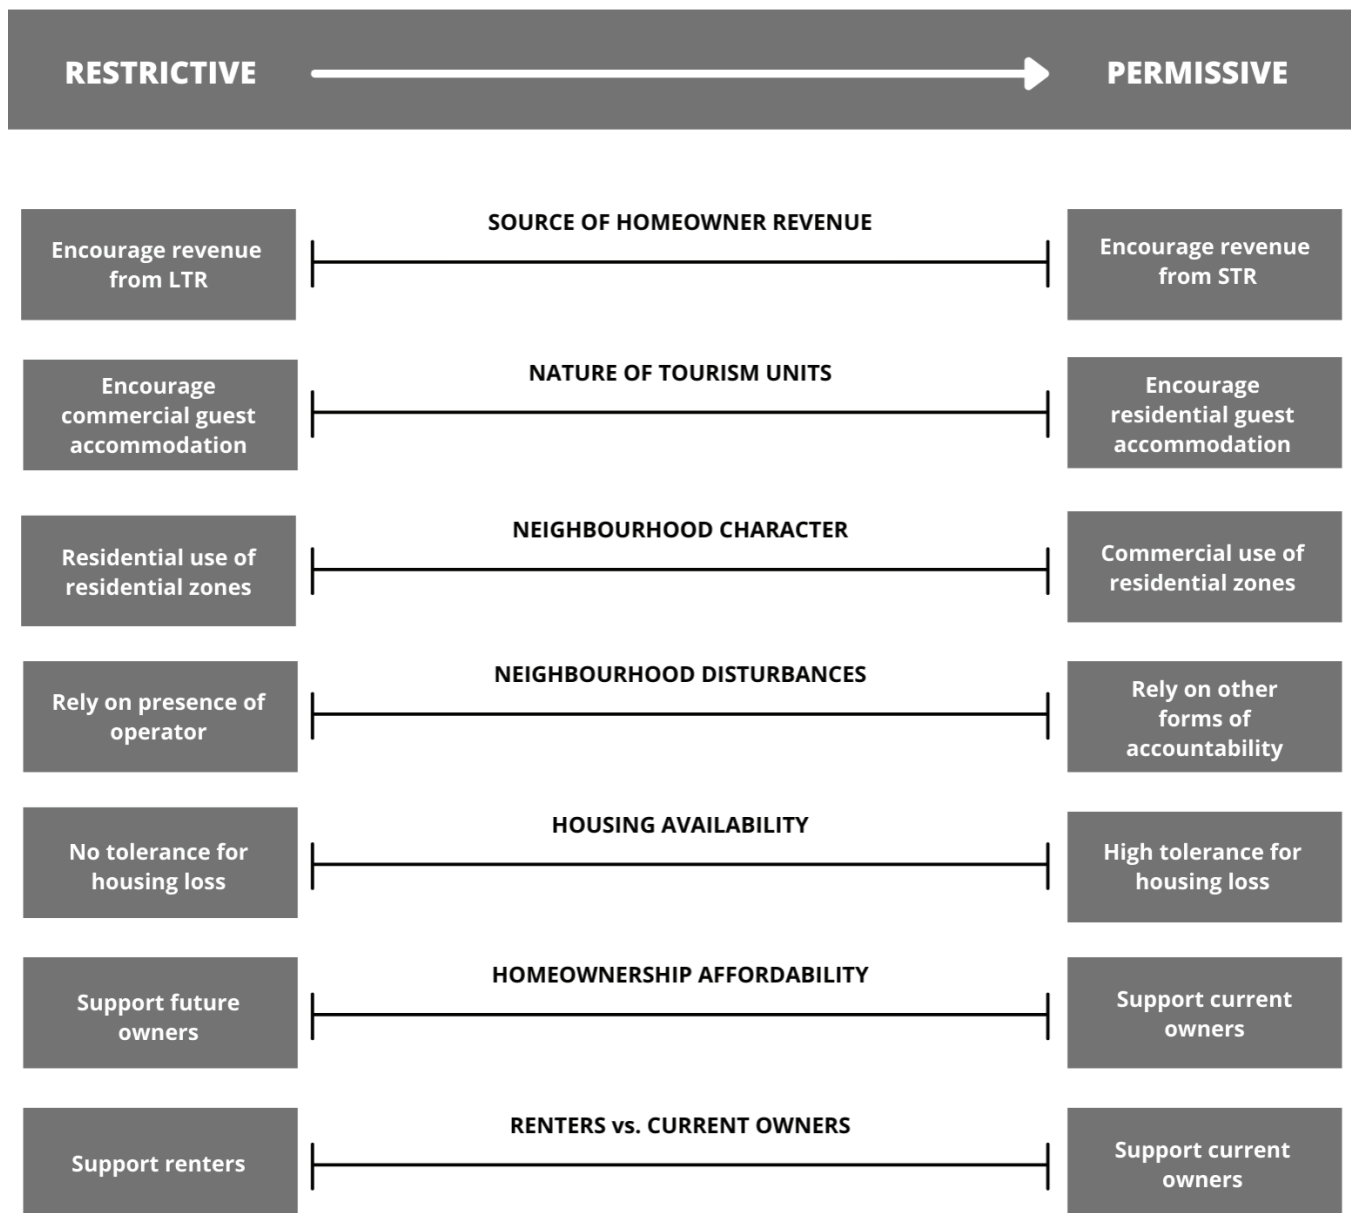 RESTRICTIVE
PERMISSIVE
SOURCE OF HOMEOWNER REVENUE
Encourage revenue
from LTR
Encourage revenue
from STR
NATURE OF TOURISM UNITS
Encourage
commercial guest
accommodation
Encourage
residential guest
accommodation
NEIGHBOURHOOD CHARACTER
Residential use of
residential zones
Commercial use of
residential zones
NEIGHBOURHOOD DISTURBANCES
Rely on presence of
operator
Rely on other
forms of
accountability
HOUSING AVAILABILITY
No tolerance for
housing loss
High tolerance for
housing loss
HOMEOWNERSHIP AFFORDABILITY
Support future
owners
Support current
owners
RENTERS vs. CURRENT OWNERS
Support renters
Support current
owners